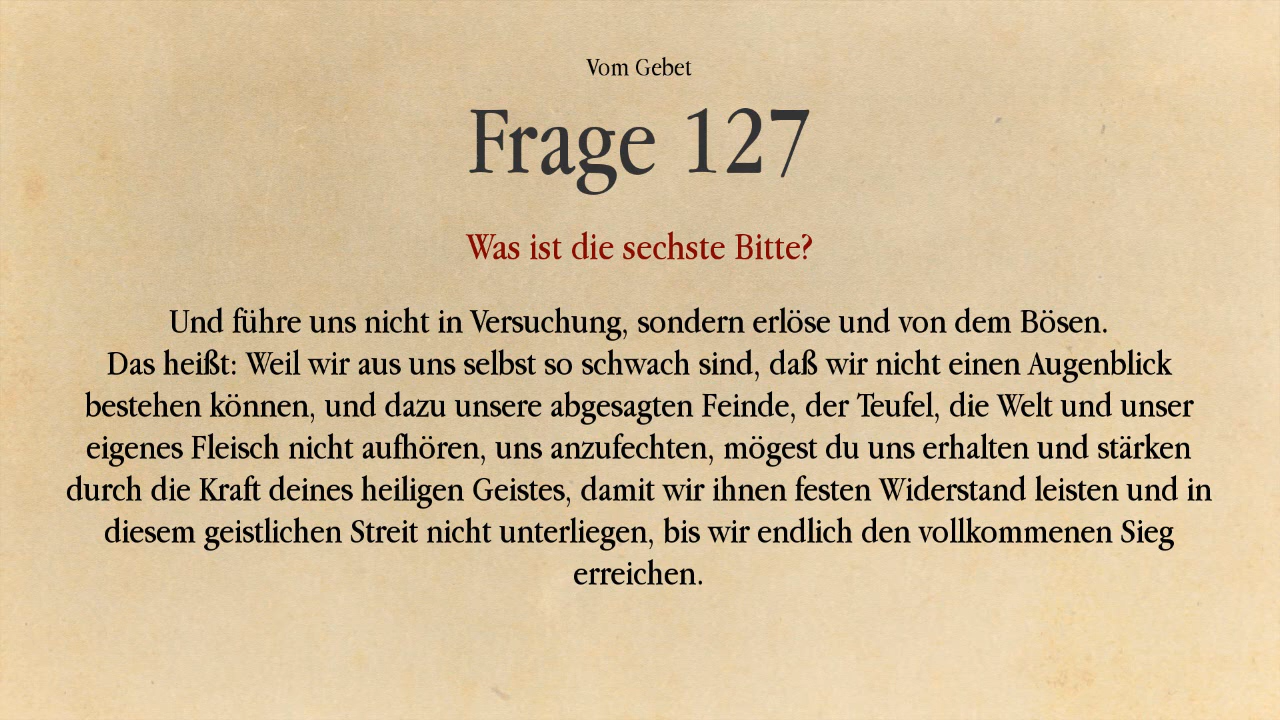 Vom Gebet
Frage 127
Was ist die sechste Bitte?
Und führe uns nicht in Versuchung, sondern erlöse und von dem Bösen.
Das heißt: Weil wir aus uns selbst so schwach sind, daß wir nicht einen Augenblick
bestehen können, und dazu unsere abgesagten Feinde, der Teufel, die Welt und unser
eigenes Fleisch nicht aufhören, uns anzufechten, mögest du uns erhalten und stärken
durch die Kraft deines heiligen Geistes, damit wir ihnen festen Widerstand leisten und in
diesem geistlichen Streit nicht unterliegen, bis wir endlich den vollkommenen Sieg
erreichen.